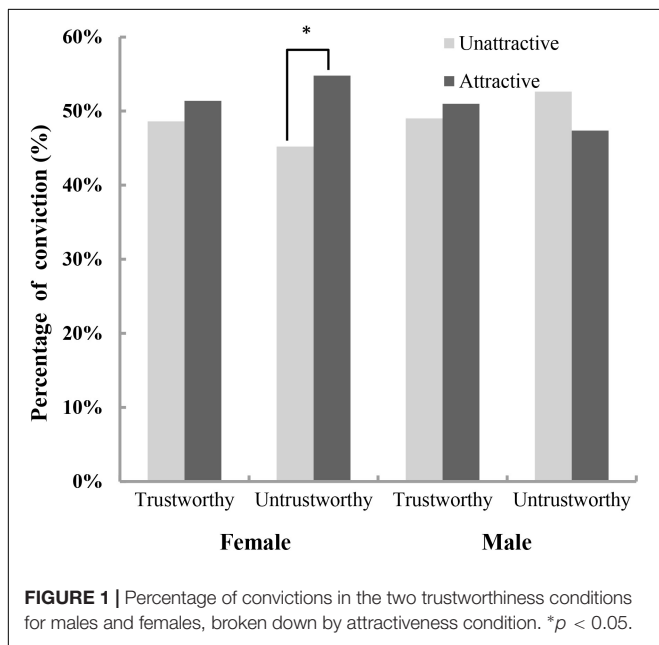 60%
50%
40%
30%
20%
10%
0%
Percentage of conviction (%)
*
Unattractive
Attractive
Trustworthy Untrustworthy Trustworthy Untrustworthy
Female Male
FIGURE 1 | Percentage of convictions in the two trustworthiness conditions
for males and females, broken down by attractiveness condition. *p < 0.05.